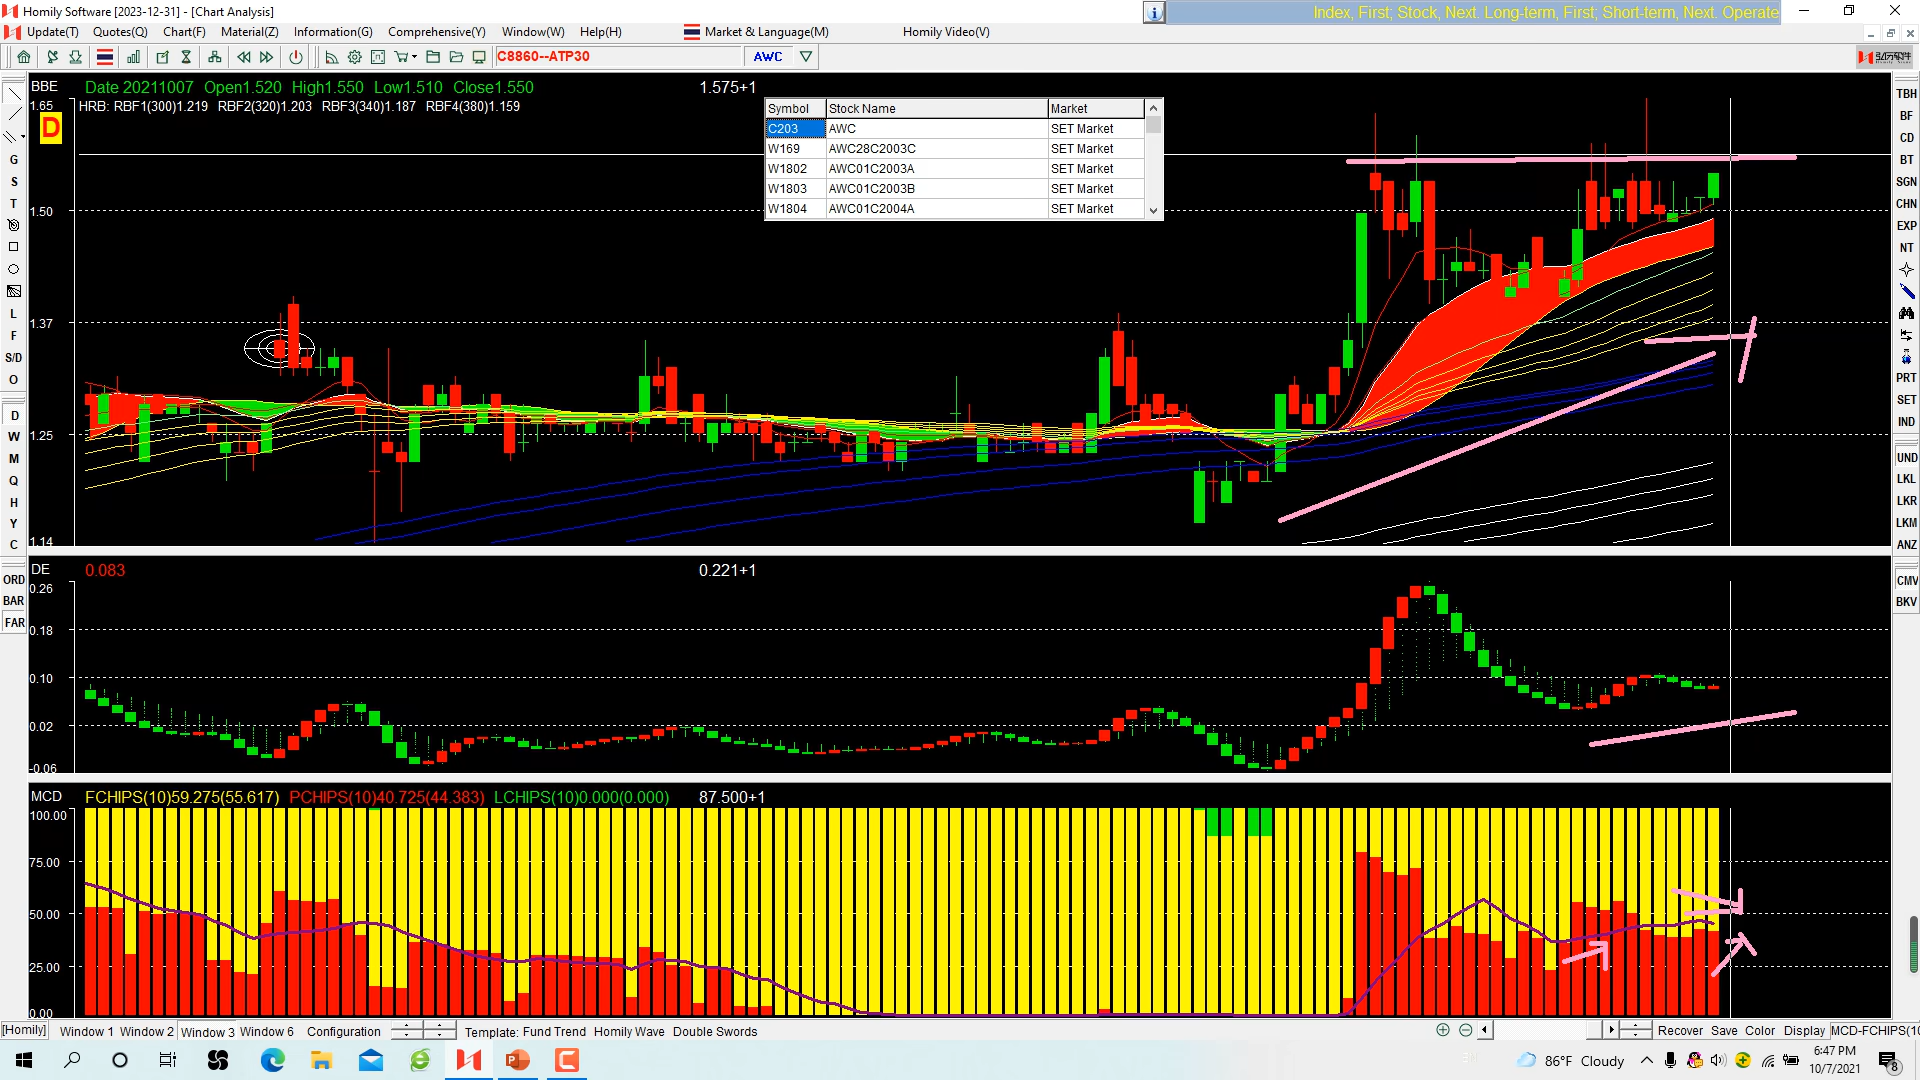 Homily Software [2023-12-31] - [Chart Analysis]
Index, First; Stock, Next. Long-term, First; Short-term, Next. Operate
Update(T) Quotes(Q) Chart(F) Material(Z) Information(G) Comprehensive(Y) Window(W) Help(H) Market & Language(M) Homily Video(V)
C8860--ATP30 AWC
BBE Date 20211007 Open1.520 High1.550 Low1.510 Close1.550 1.575+1
HRB: RBF1(300)1.219 RBF2(320)1.203 RBF3(340)1.187 RBF4(380)1.159
D
Symbol Stock Name Market
C203 AWC SET Market
W169 AWC28C2003C SET Market
W1802 AWC01C2003A SET Market
W1803 AWC01C2003B SET Market
W1804 AWC01C2004A SET Market
1.65
1.50
1.37
1.25
1.14
DE 0.083 0.221+1
0.26
0.18
0.10
0.02
-0.06
MCD FCHIPS(10)59.275(55.617) PCHIPS(10)40.725(44.383) LCHIPS(10)0.000(0.000) 87.500+1
100.00
75.00
50.00
25.00
0.00
G
S
T
L
F
S/D
O
D
W
M
Q
H
Y
C
ORD
BAR
FAR
TBH
BF
CD
BT
SGN
CHN
EXP
NT
PRT
SET
IND
UND
LKL
LKR
LKM
ANZ
CMV
BKV
[Homily] Window 1 Window 2 Window 3 Window 6 Configuration Template: Fund Trend Homily Wave Double Swords Recover Save Color Display MCD-FCHIPS(10
86°F Cloudy 6:47 PM
10/7/2021
8